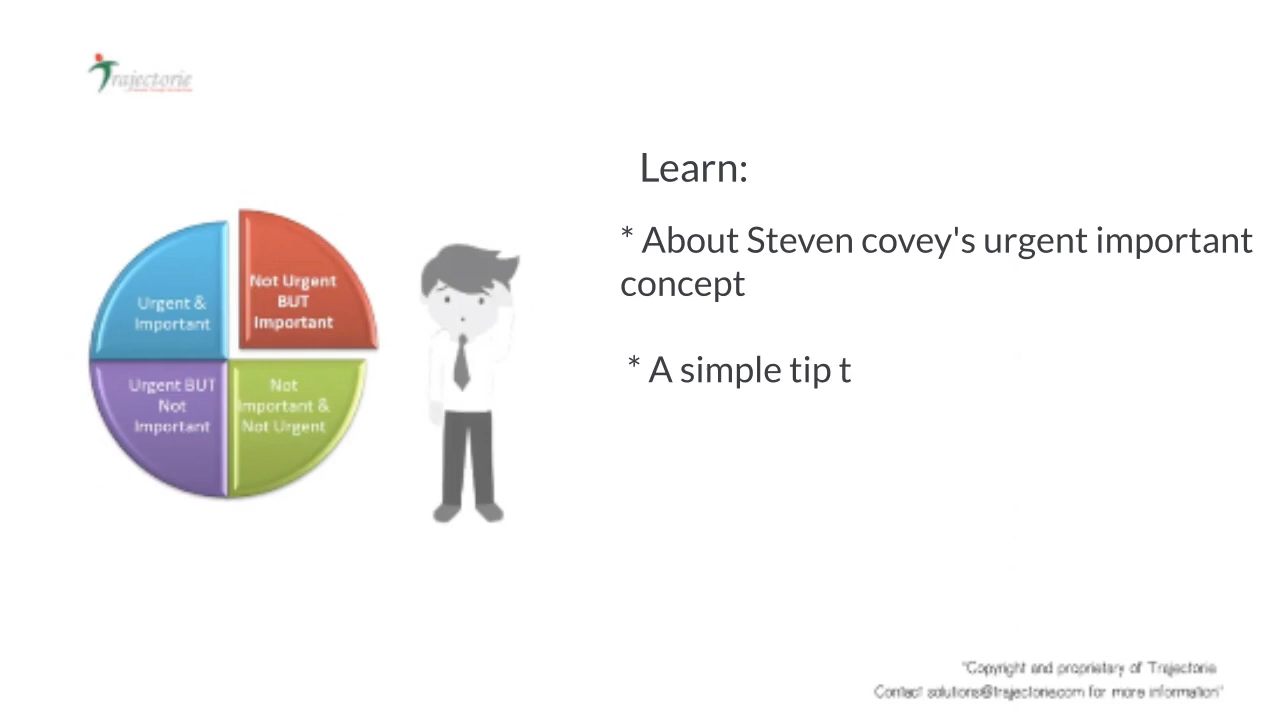 Trajectorie
Learn:
* About Steven covey's urgent important
concept
* A simple tip t
Urgent &
Important
Not Urgent
BUT
Important
Urgent BUT
Not
Important
Not
Important &
Not Urgent
"Copyright and proprietary of Trajectorie
Contact solutions@trajectorie.com for more information"